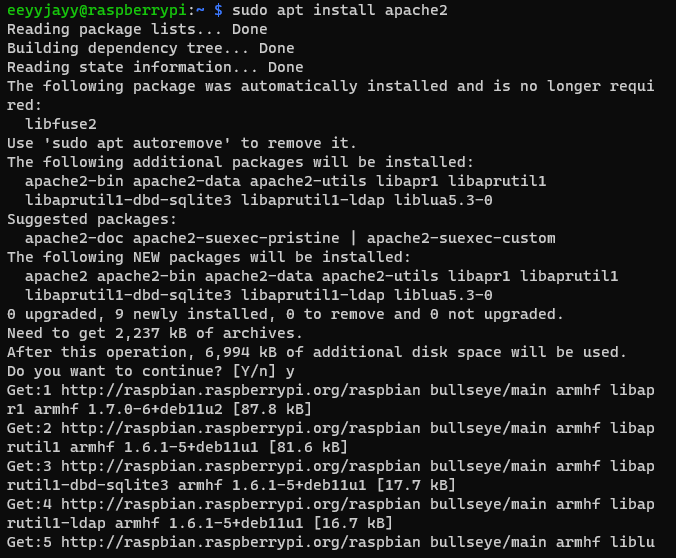 eeyyjayy@raspberrypi:~ $ sudo apt install apache2
Reading package lists... Done
Building dependency tree... Done
Reading state information... Done
The following package was automatically installed and is no longer requi
red:
  libfuse2
Use 'sudo apt autoremove' to remove it.
The following additional packages will be installed:
  apache2-bin apache2-data apache2-utils libapr1 libaprutil1
  libaprutil1-dbd-sqlite3 libaprutil1-ldap liblua5.3-0
Suggested packages:
  apache2-doc apache2-suexec-pristine | apache2-suexec-custom
The following NEW packages will be installed:
  apache2 apache2-bin apache2-data apache2-utils libapr1 libaprutil1
  libaprutil1-dbd-sqlite3 libaprutil1-ldap liblua5.3-0
0 upgraded, 9 newly installed, 0 to remove and 0 not upgraded.
Need to get 2,237 kB of archives.
After this operation, 6,994 kB of additional disk space will be used.
Do you want to continue? [Y/n] y
Get:1 http://raspbian.raspberrypi.org/raspbian bullseye/main armhf libap
r1 armhf 1.7.0-6+deb11u2 [87.8 kB]
Get:2 http://raspbian.raspberrypi.org/raspbian bullseye/main armhf libap
rutil1 armhf 1.6.1-5+deb11u1 [81.6 kB]
Get:3 http://raspbian.raspberrypi.org/raspbian bullseye/main armhf libap
rutil1-dbd-sqlite3 armhf 1.6.1-5+deb11u1 [17.7 kB]
Get:4 http://raspbian.raspberrypi.org/raspbian bullseye/main armhf libap
rutil1-ldap armhf 1.6.1-5+deb11u1 [16.7 kB]
Get:5 http://raspbian.raspberrypi.org/raspbian bullseye/main armhf liblu